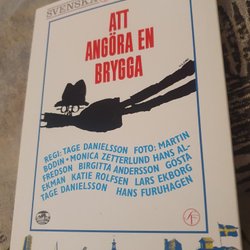 SVENSKA
ATT
ANGÖRA EN
BRYGGA
REGI: TAGE DANIELSSON FOTO: MARTIN
BODIN • MONICA ZETTERLUND HANS AL-
FREDSON BIRGITTA ANDERSSON GÖSTA
EKMAN KATIE ROLFSEN LARS EKBORG
TAGE DANIELSSON HANS FURUHAGEN